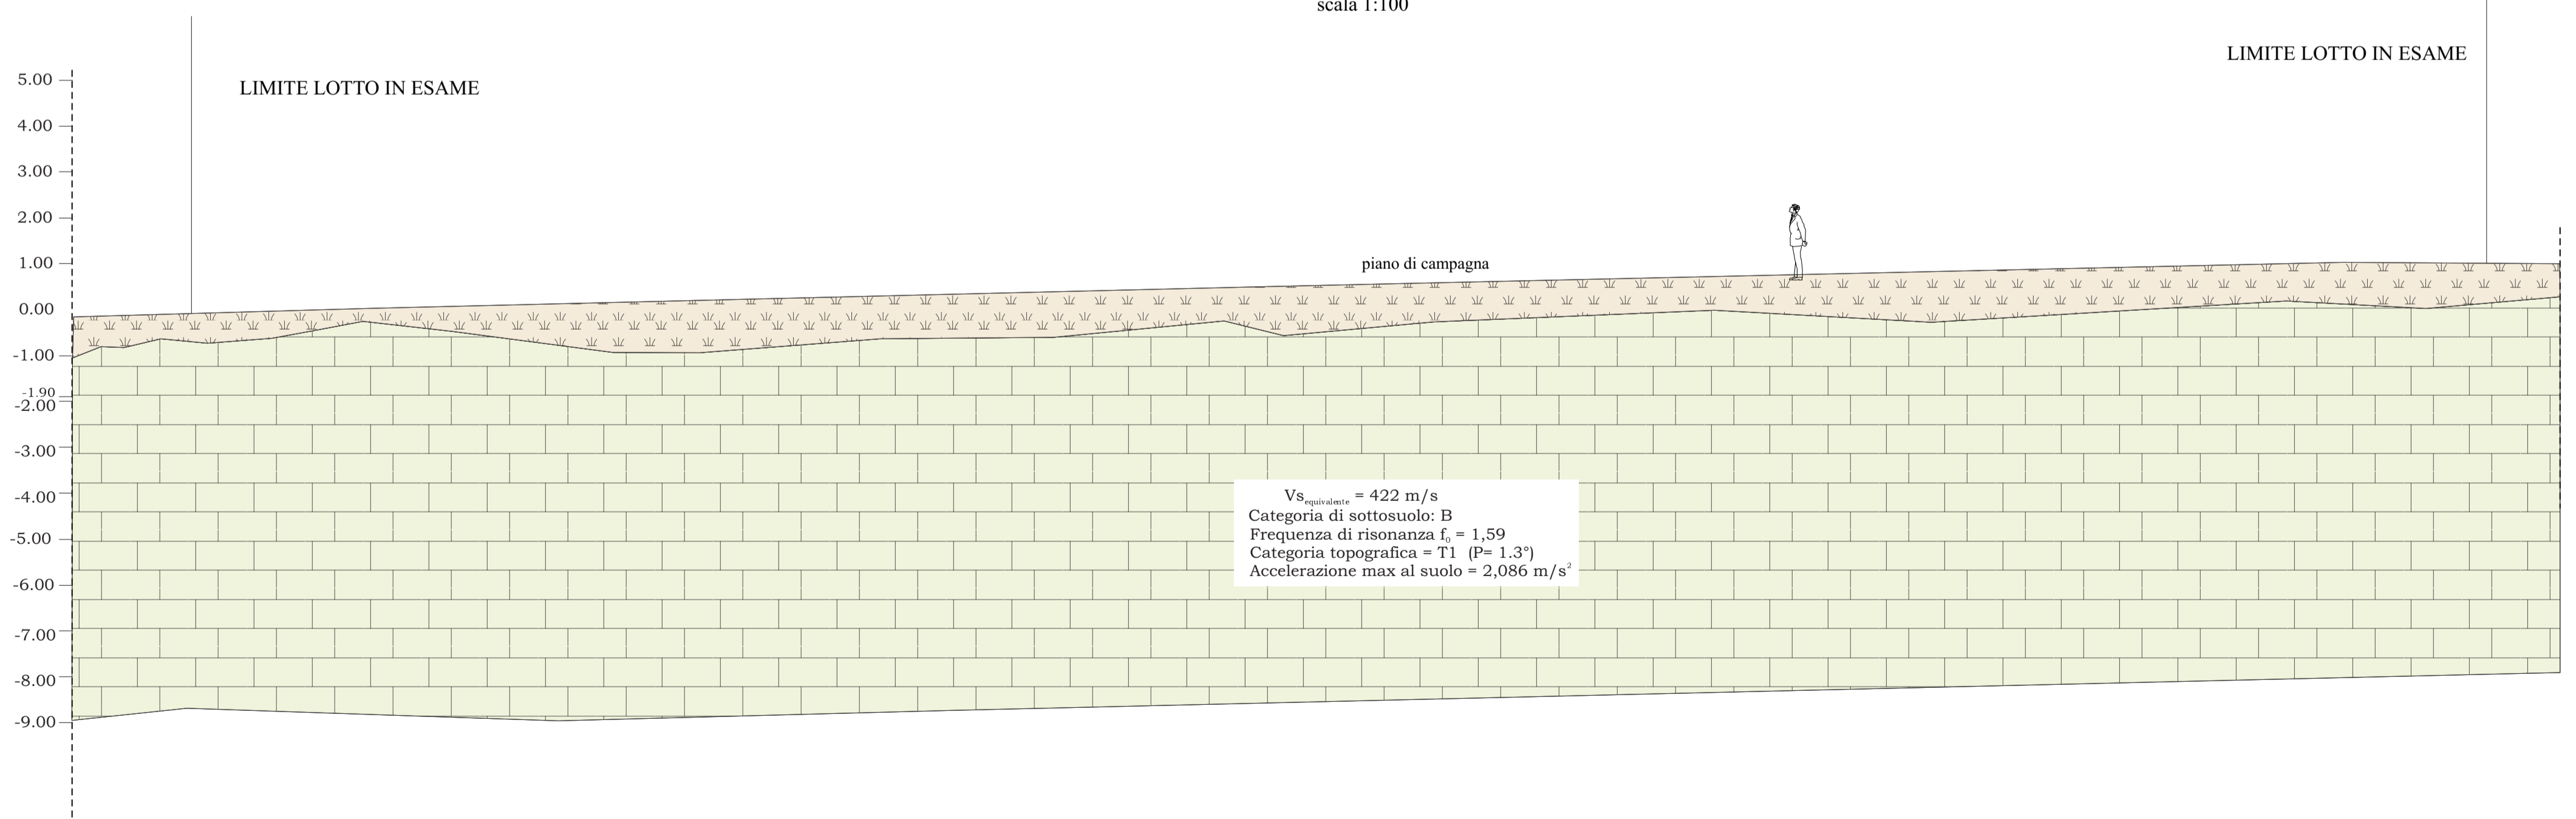 scala 1:100
LIMITE LOTTO IN ESAME
LIMITE LOTTO IN ESAME
5.00
4.00
3.00
2.00
1.00
0.00
-1.00
-1.90
-2.00
-3.00
-4.00
-5.00
-6.00
-7.00
-8.00
-9.00
piano di campagna
Vsequivalente = 422 m/s
Categoria di sottosuolo: B
Frequenza di risonanza f0 = 1,59
Categoria topografica = T1 (P= 1.3°)
Accelerazione max al suolo = 2,086 m/s²